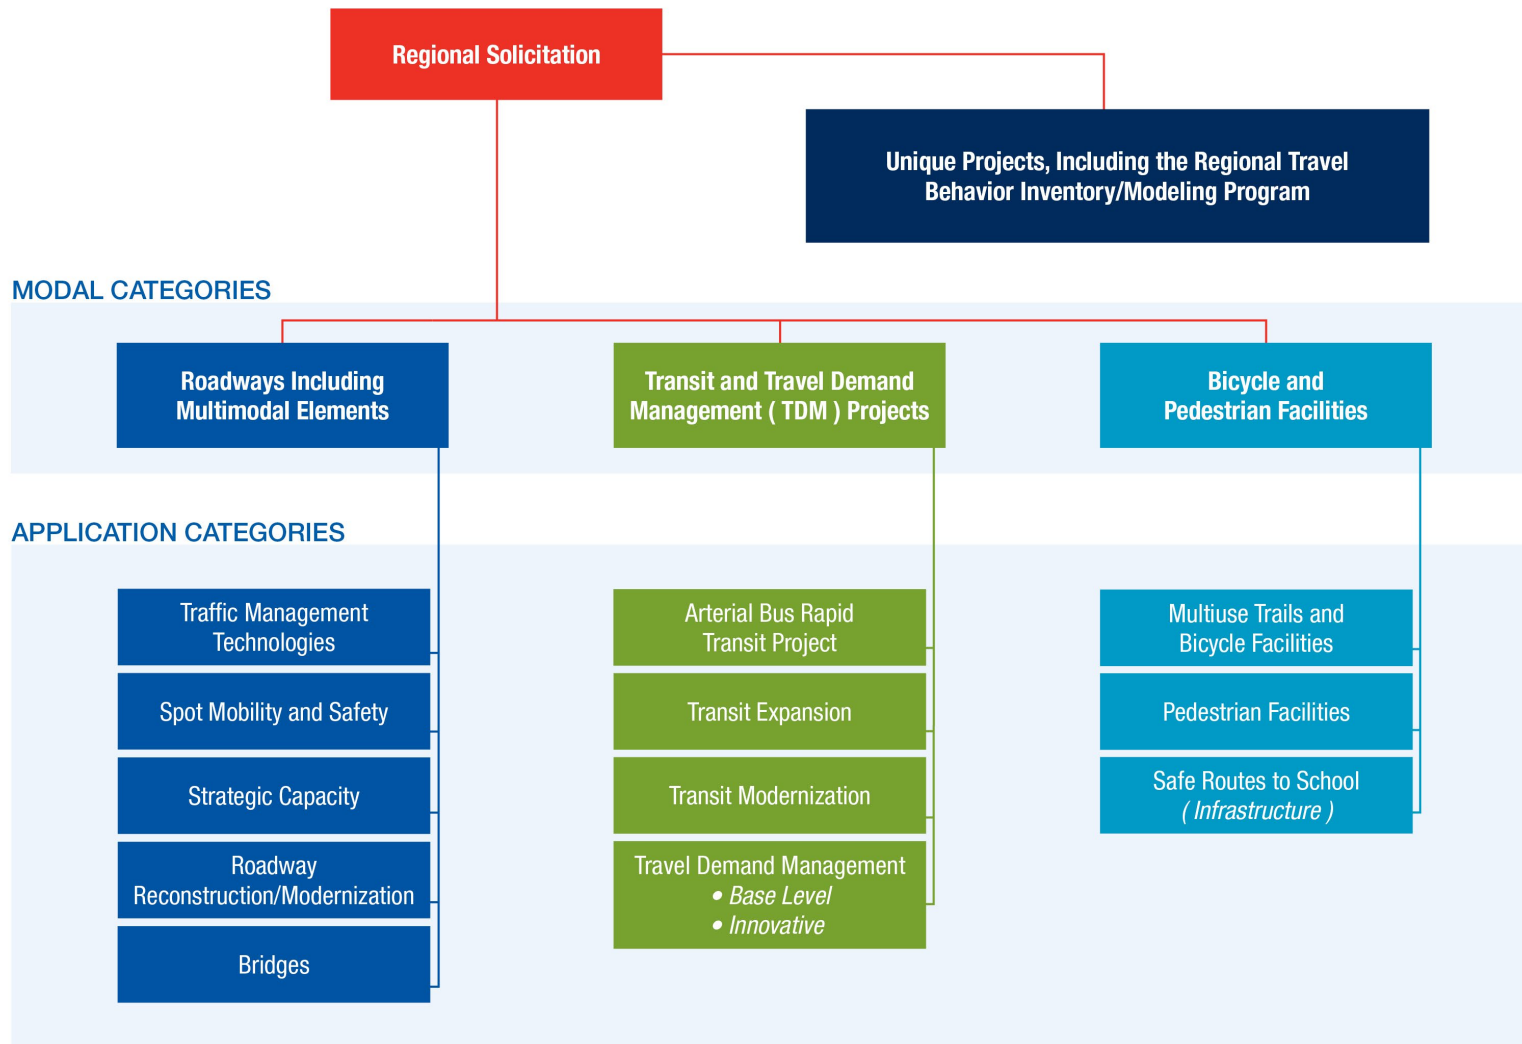 Regional Solicitation
Unique Projects, Including the Regional Travel
Behavior Inventory/Modeling Program
MODAL CATEGORIES
Roadways Including
Multimodal Elements
Transit and Travel Demand
Management ( TDM ) Projects
Bicycle and
Pedestrian Facilities
APPLICATION CATEGORIES
Traffic Management
Technologies
Spot Mobility and Safety
Strategic Capacity
Roadway
Reconstruction/Modernization
Bridges
Arterial Bus Rapid
Transit Project
Transit Expansion
Transit Modernization
Travel Demand Management
• Base Level
• Innovative
Multiuse Trails and
Bicycle Facilities
Pedestrian Facilities
Safe Routes to School
( Infrastructure )